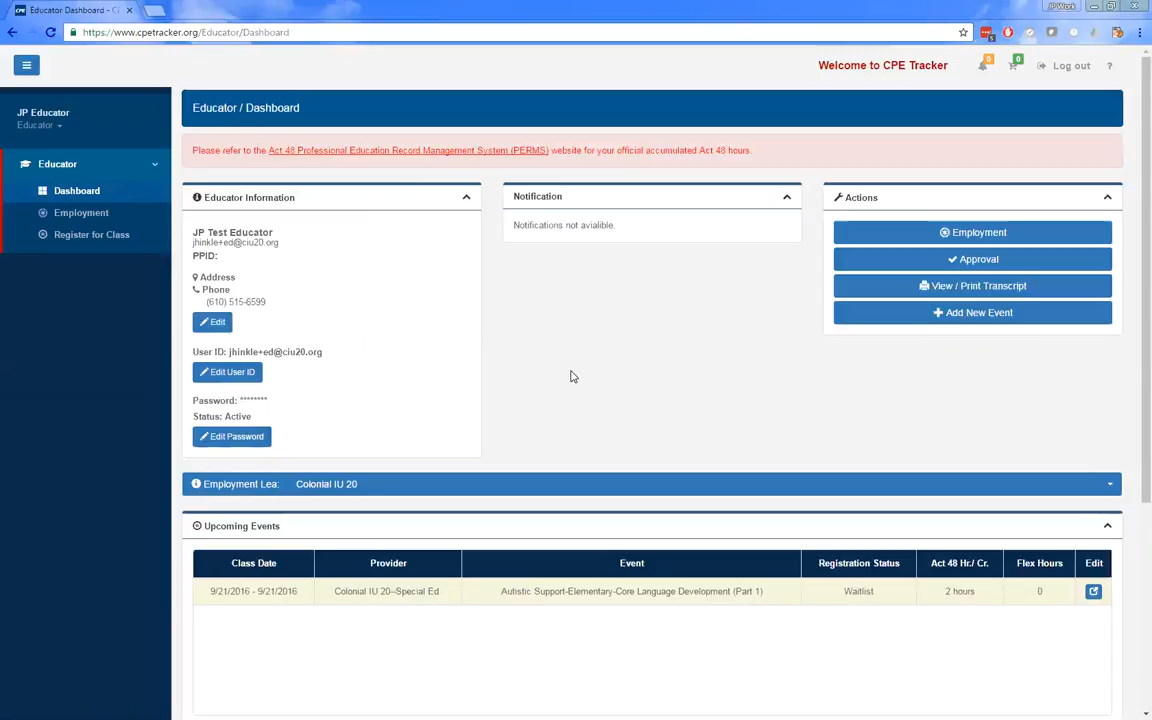 Educator Dashboard - C
JP Work
https://www.cpetracker.org/Educator/Dashboard
Welcome to CPE Tracker
0
0
Log out
?
JP Educator
Educator
Educator
Dashboard
Employment
Register for Class
Educator / Dashboard
Please refer to the Act 48 Professional Education Record Management System (PERMS) website for your official accumulated Act 48 hours.
Educator Information
JP Test Educator
jhinkle+ed@ciu20.org
PPID:
Address
Phone
(610) 515-6599
Edit
User ID: jhinkle+ed@ciu20.org
Edit User ID
Password: ********
Status: Active
Edit Password
Notification
Notifications not avialible.
Actions
Employment
Approval
View / Print Transcript
Add New Event
Employment Lea: Colonial IU 20
Upcoming Events
Class Date Provider Event Registration Status Act 48 Hr./ Cr. Flex Hours Edit
9/21/2016 - 9/21/2016 Colonial IU 20--Special Ed. Autistic Support-Elementary-Core Language Development (Part 1) Waitlist 2 hours 0